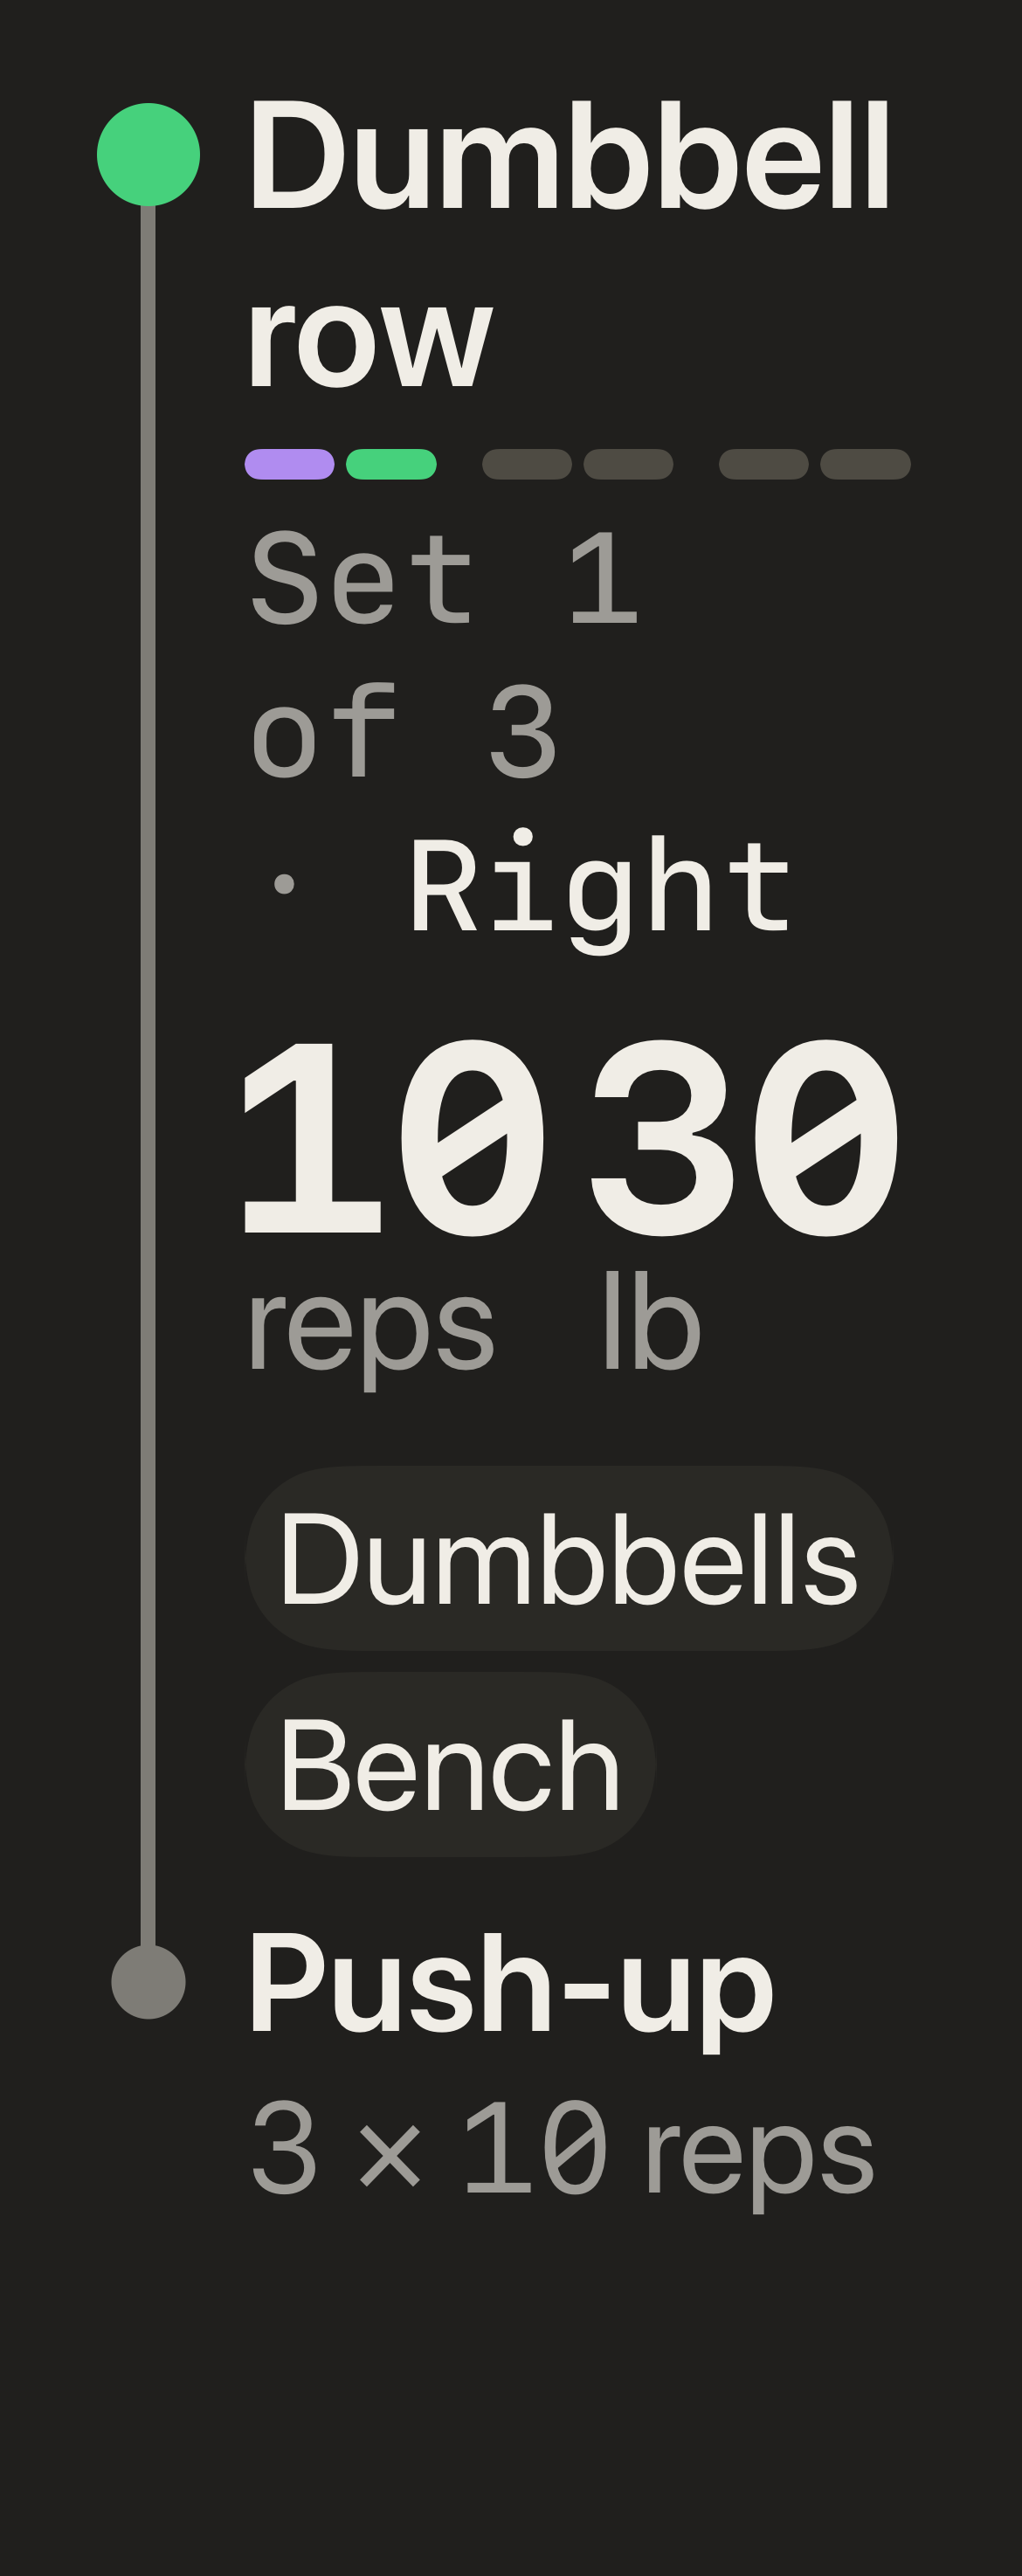 Dumbbell
row
Set 1
of 3
· Right
10 30
reps lb
Dumbbells
Bench
Push-up
3 × 10 reps